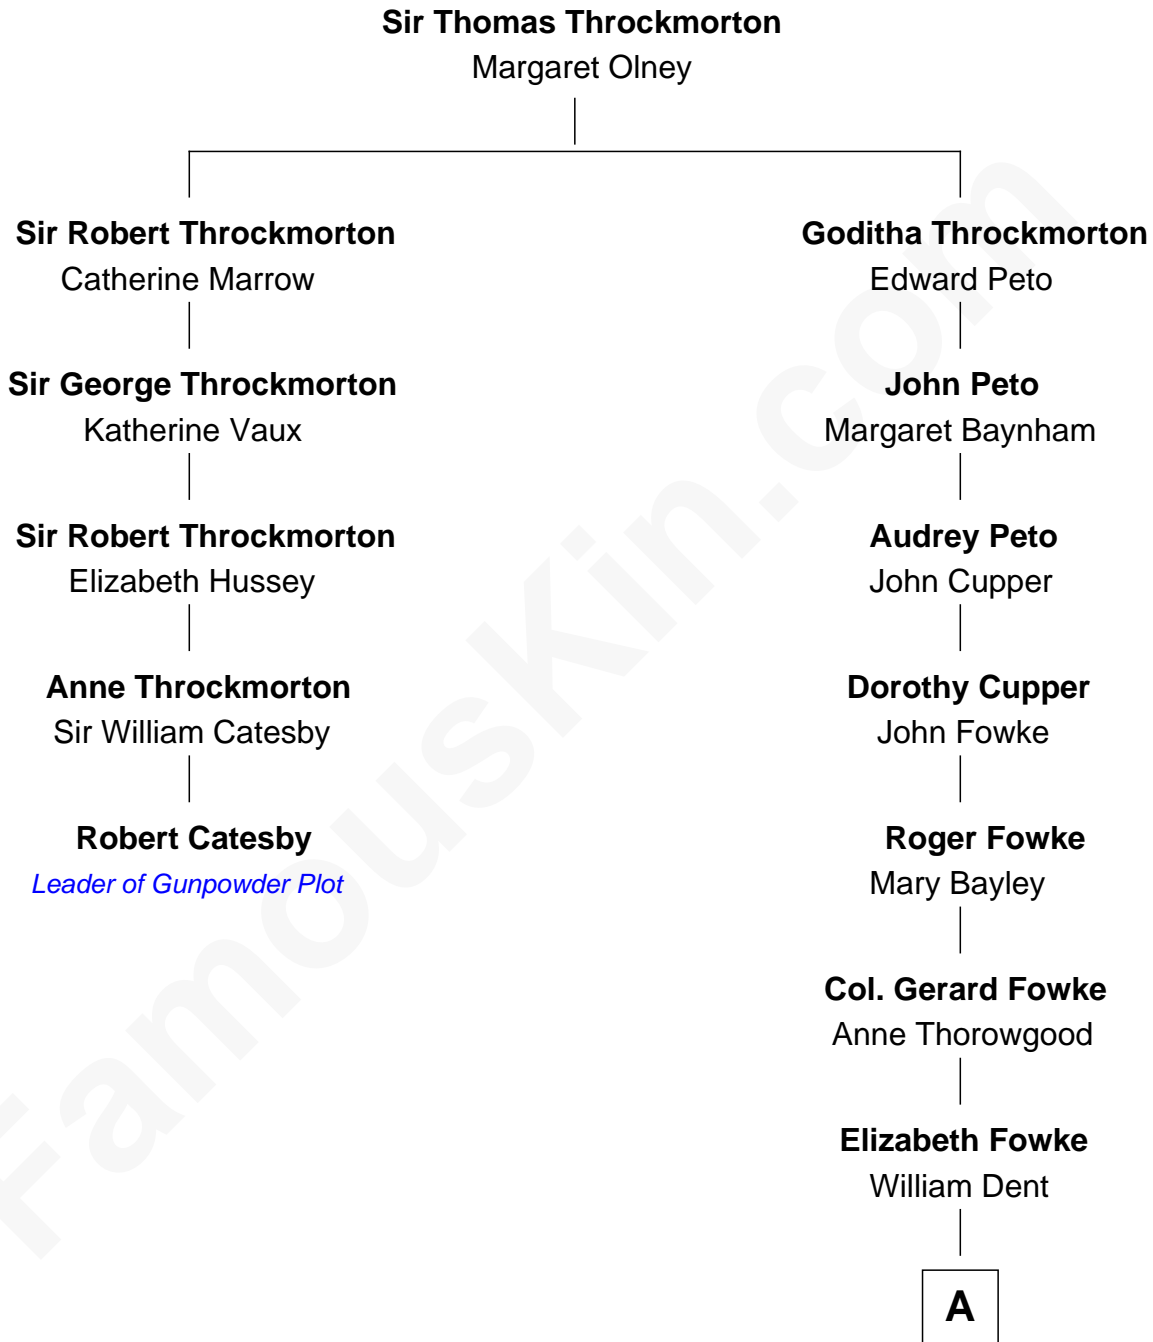 Sir Thomas Throckmorton
Margaret Olney
Sir Robert Throckmorton
Catherine Marrow
Goditha Throckmorton
Edward Peto
Sir George Throckmorton
Katherine Vaux
John Peto
Margaret Baynham
Sir Robert Throckmorton
Elizabeth Hussey
Audrey Peto
John Cupper
Anne Throckmorton
Sir William Catesby
Dorothy Cupper
John Fowke
Robert Catesby
Leader of Gunpowder Plot
Roger Fowke
Mary Bayley
Col. Gerard Fowke
Anne Thorowgood
Elizabeth Fowke
William Dent
A
FamousKin.com